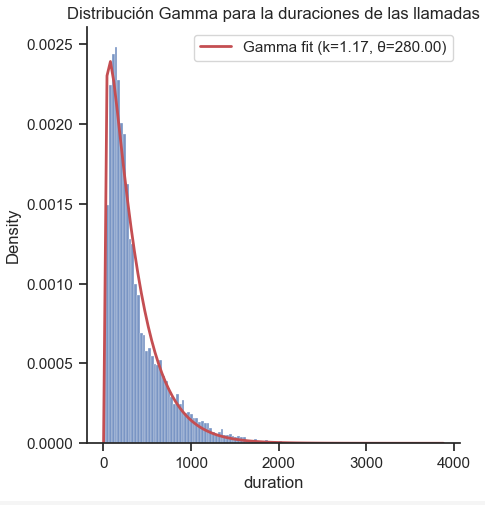 Distribución Gamma para la duraciones de las llamadas
Gamma fit (k=1.17, θ=280.00)
0.0025
0.0020
0.0015
0.0010
0.0005
0.0000
Density
0
1000
2000
3000
4000
duration